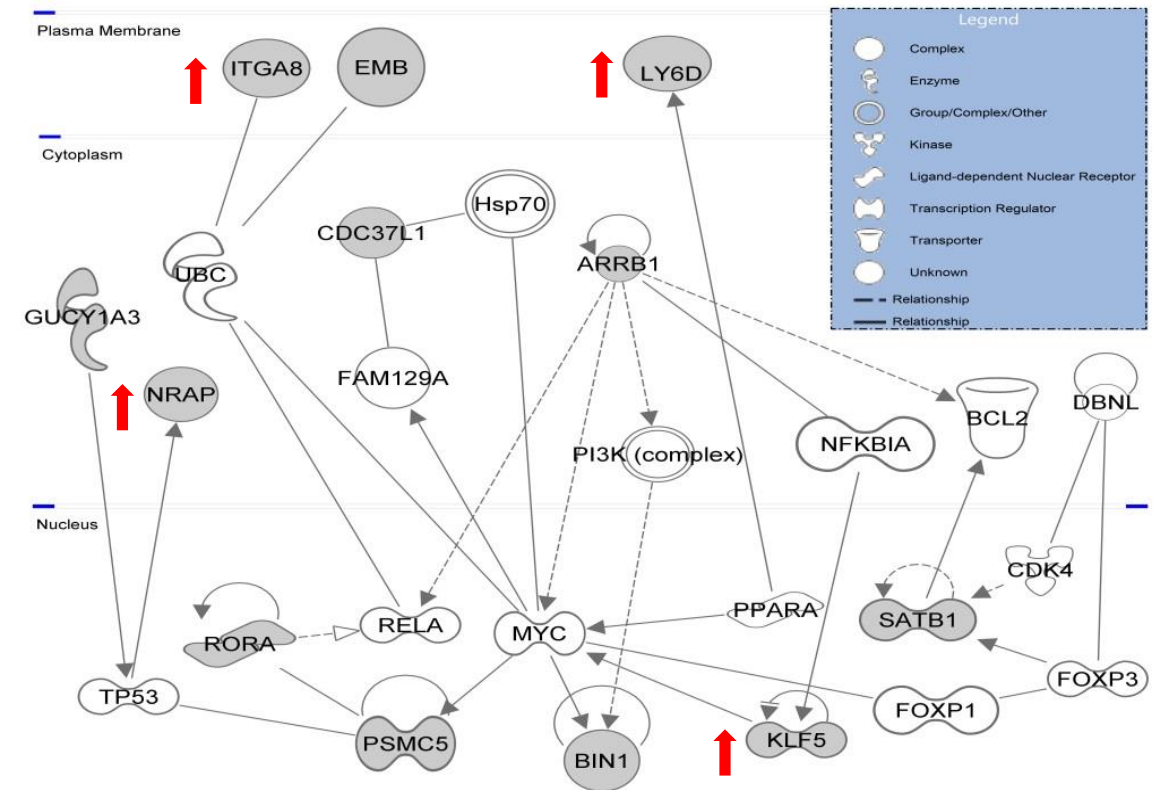 Plasma Membrane
ITGA8
EMB
LY6D
Legend
Complex
Enzyme
Group/Complex/Other
Kinase
Ligand-dependent Nuclear Receptor
Transcription Regulator
Transporter
Unknown
Relationship
Relationship
Cytoplasm
Hsp70
CDC37L1
ARRB1
UBC
GUCY1A3
NRAP
FAM129A
PI3K (complex)
NFKBIA
BCL2
DBNL
Nucleus
CDK4
RORA
RELA
MYC
PPARA
SATB1
TP53
FOXP3
FOXP1
PSMC5
BIN1
KLF5